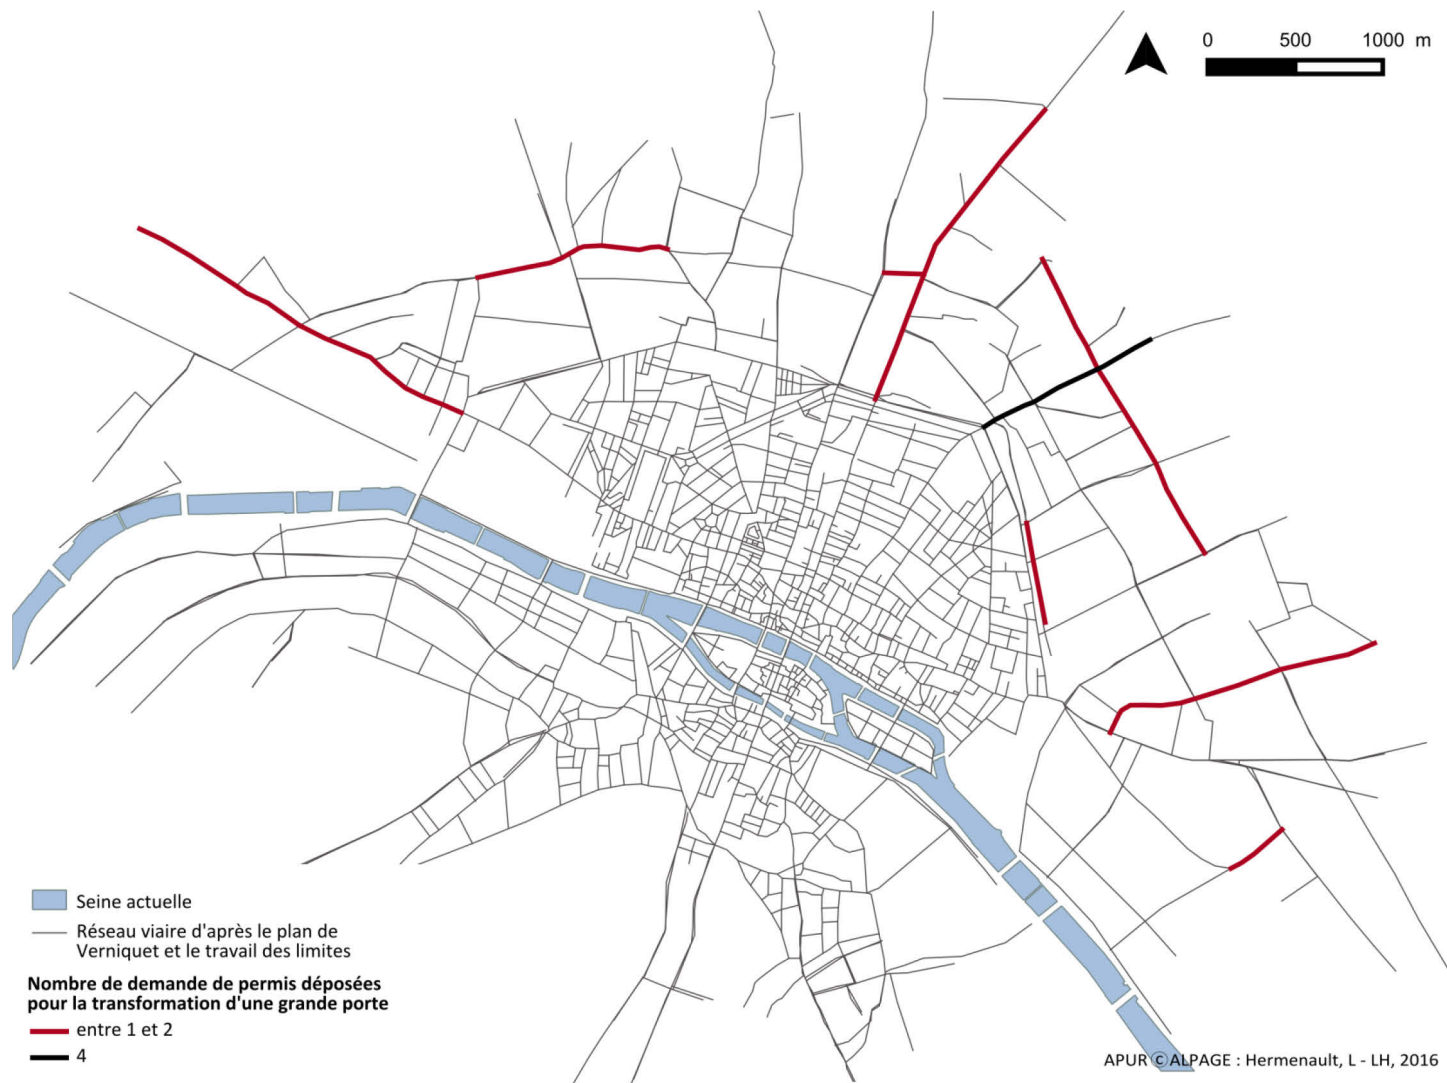 0 500 1000 m
Seine actuelle
Réseau viaire d'après le plan de
Verniquet et le travail des limites
Nombre de demande de permis déposées
pour la transformation d'une grande porte
entre 1 et 2
4
APUR © ALPAGE : Hermenault, L - LH, 2016